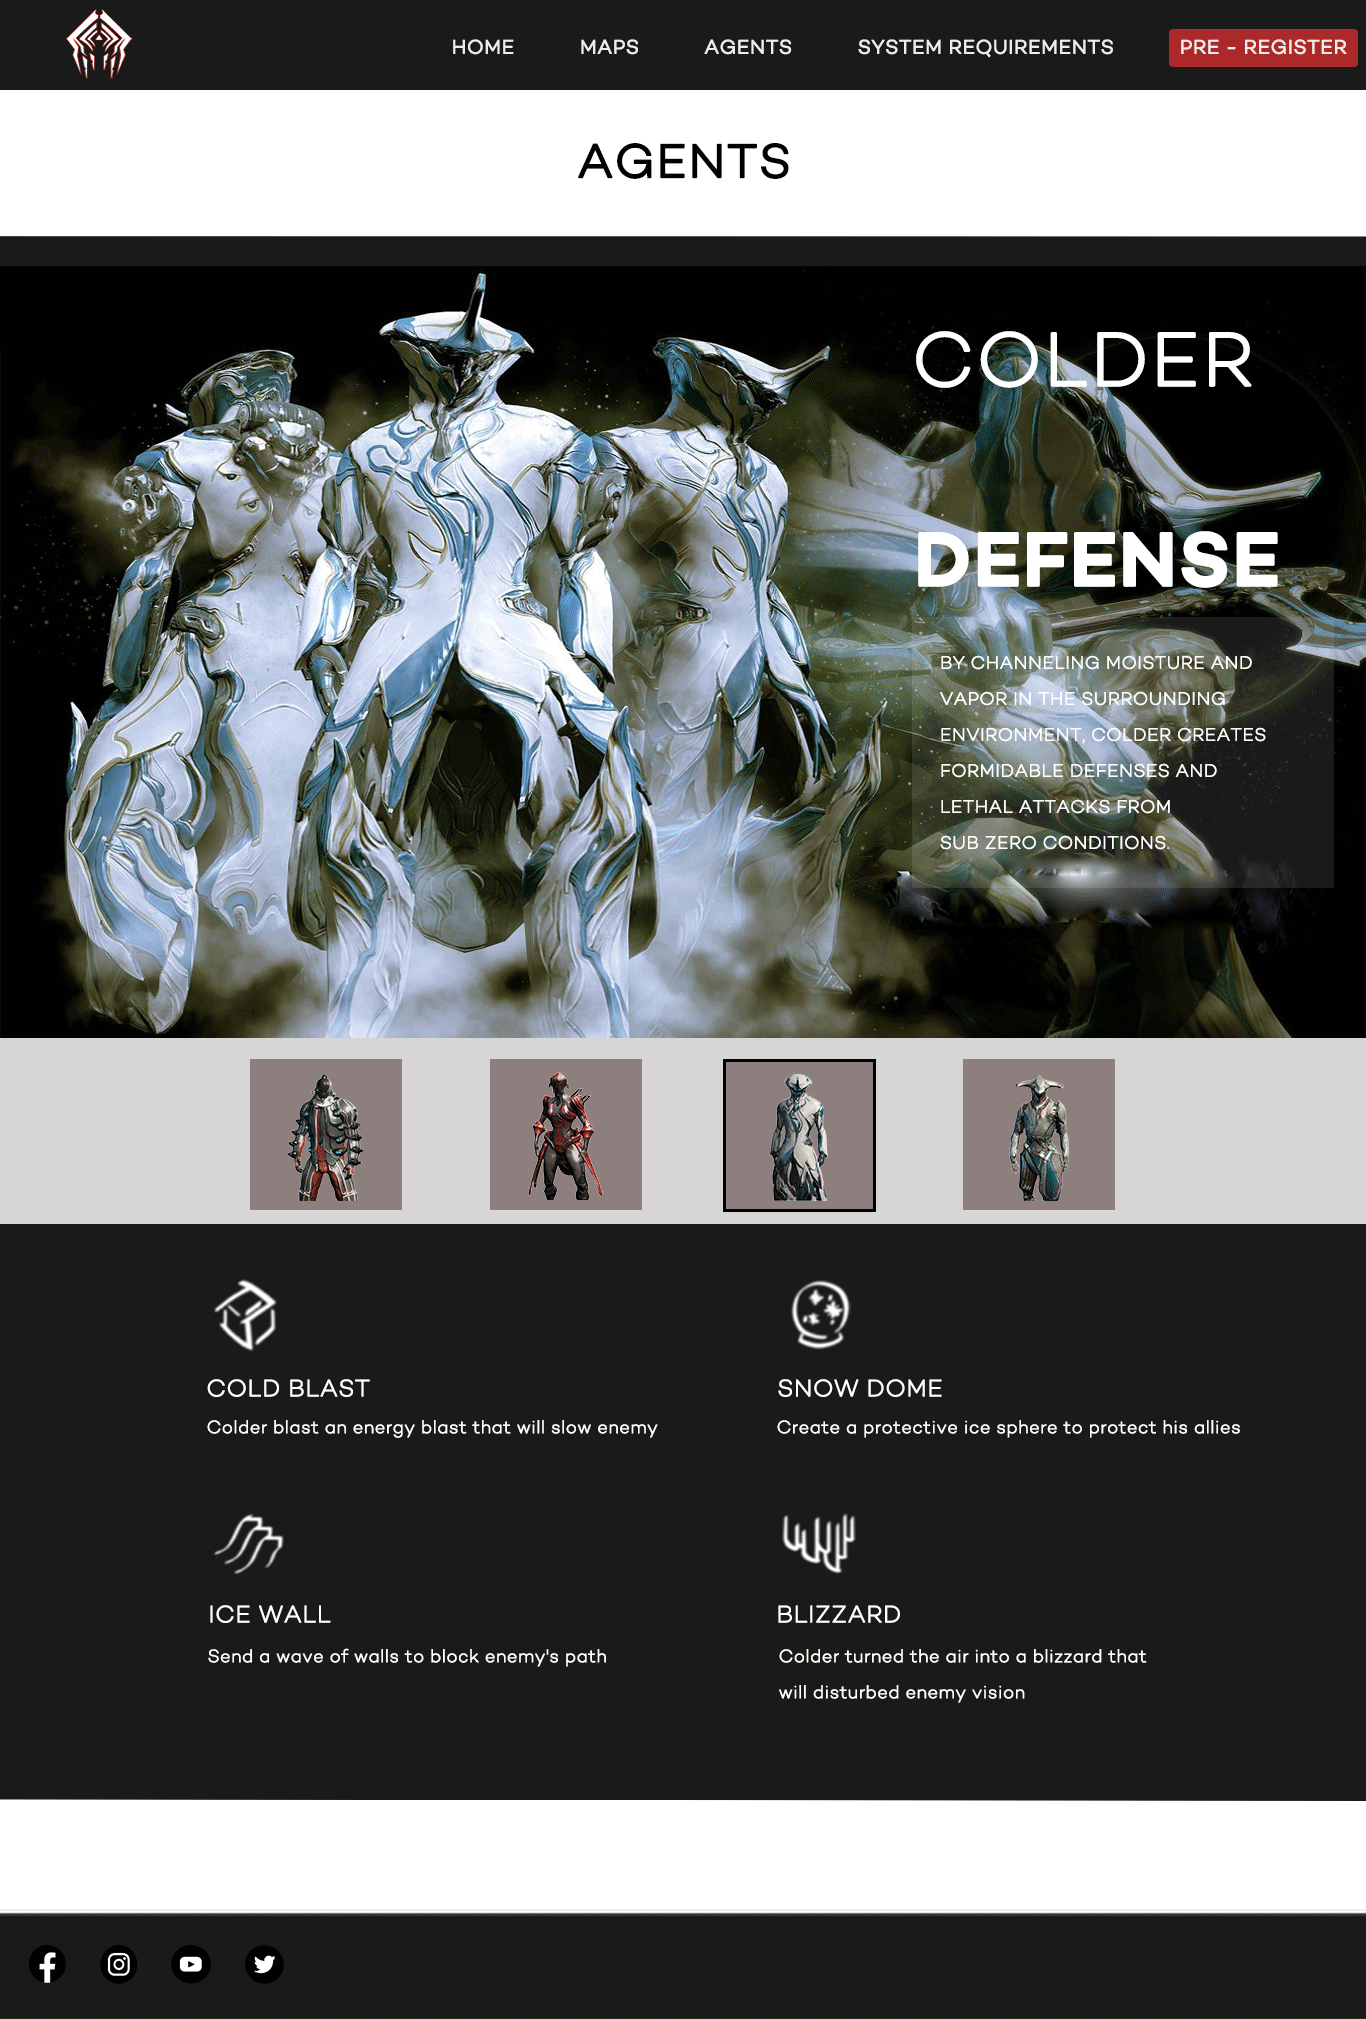 HOME
MAPS
AGENTS
SYSTEM REQUIREMENTS
PRE - REGISTER
AGENTS
COLDER
DEFENSE
BY CHANNELING MOISTURE AND
VAPOR IN THE SURROUNDING
ENVIRONMENT, COLDER CREATES
FORMIDABLE DEFENSES AND
LETHAL ATTACKS FROM
SUB ZERO CONDITIONS.
COLD BLAST
Colder blast an energy blast that will slow enemy
SNOW DOME
Create a protective ice sphere to protect his allies
ICE WALL
Send a wave of walls to block enemy's path
BLIZZARD
Colder turned the air into a blizzard that
will disturbed enemy vision